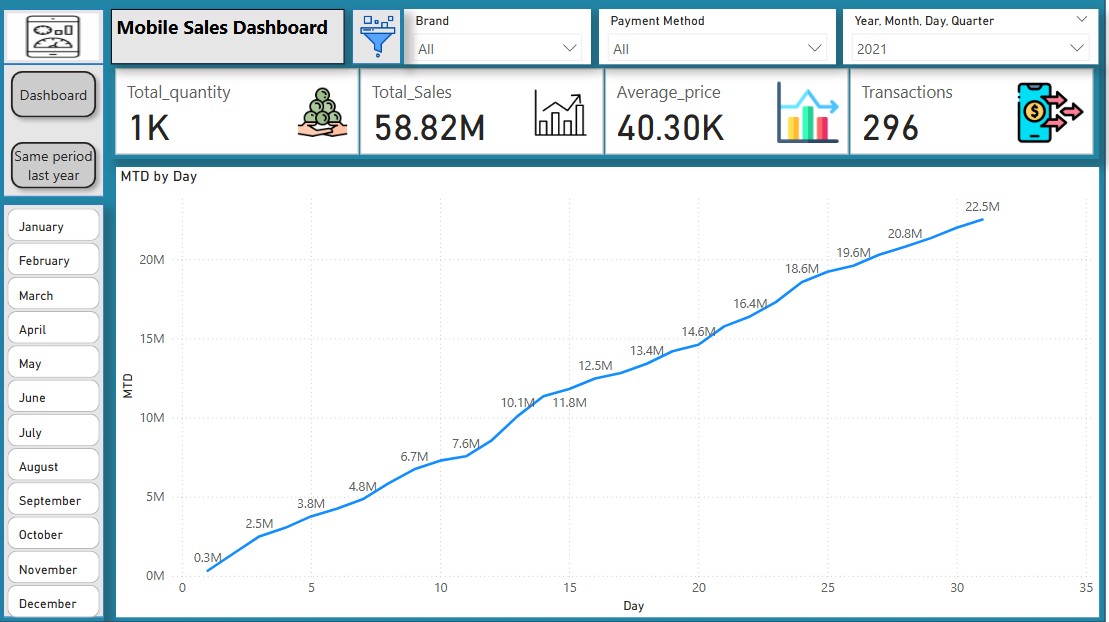 Mobile Sales Dashboard
Brand
All
Payment Method
All
Year, Month, Day, Quarter
2021
Dashboard
Same period
last year
Total_quantity
1K
Total_Sales
58.82M
Average_price
40.30K
Transactions
296
$
January
February
March
April
May
June
July
August
September
October
November
December
MTD by Day
MTD
20M
15M
10M
5M
0M
0.3M
2.5M
3.8M
4.8M
6.7M
7.6M
10.1M
11.8M
12.5M
13.4M
14.6M
16.4M
18.6M
19.6M
20.8M
22.5M
0 5 10 15 20 25 30 35
Day